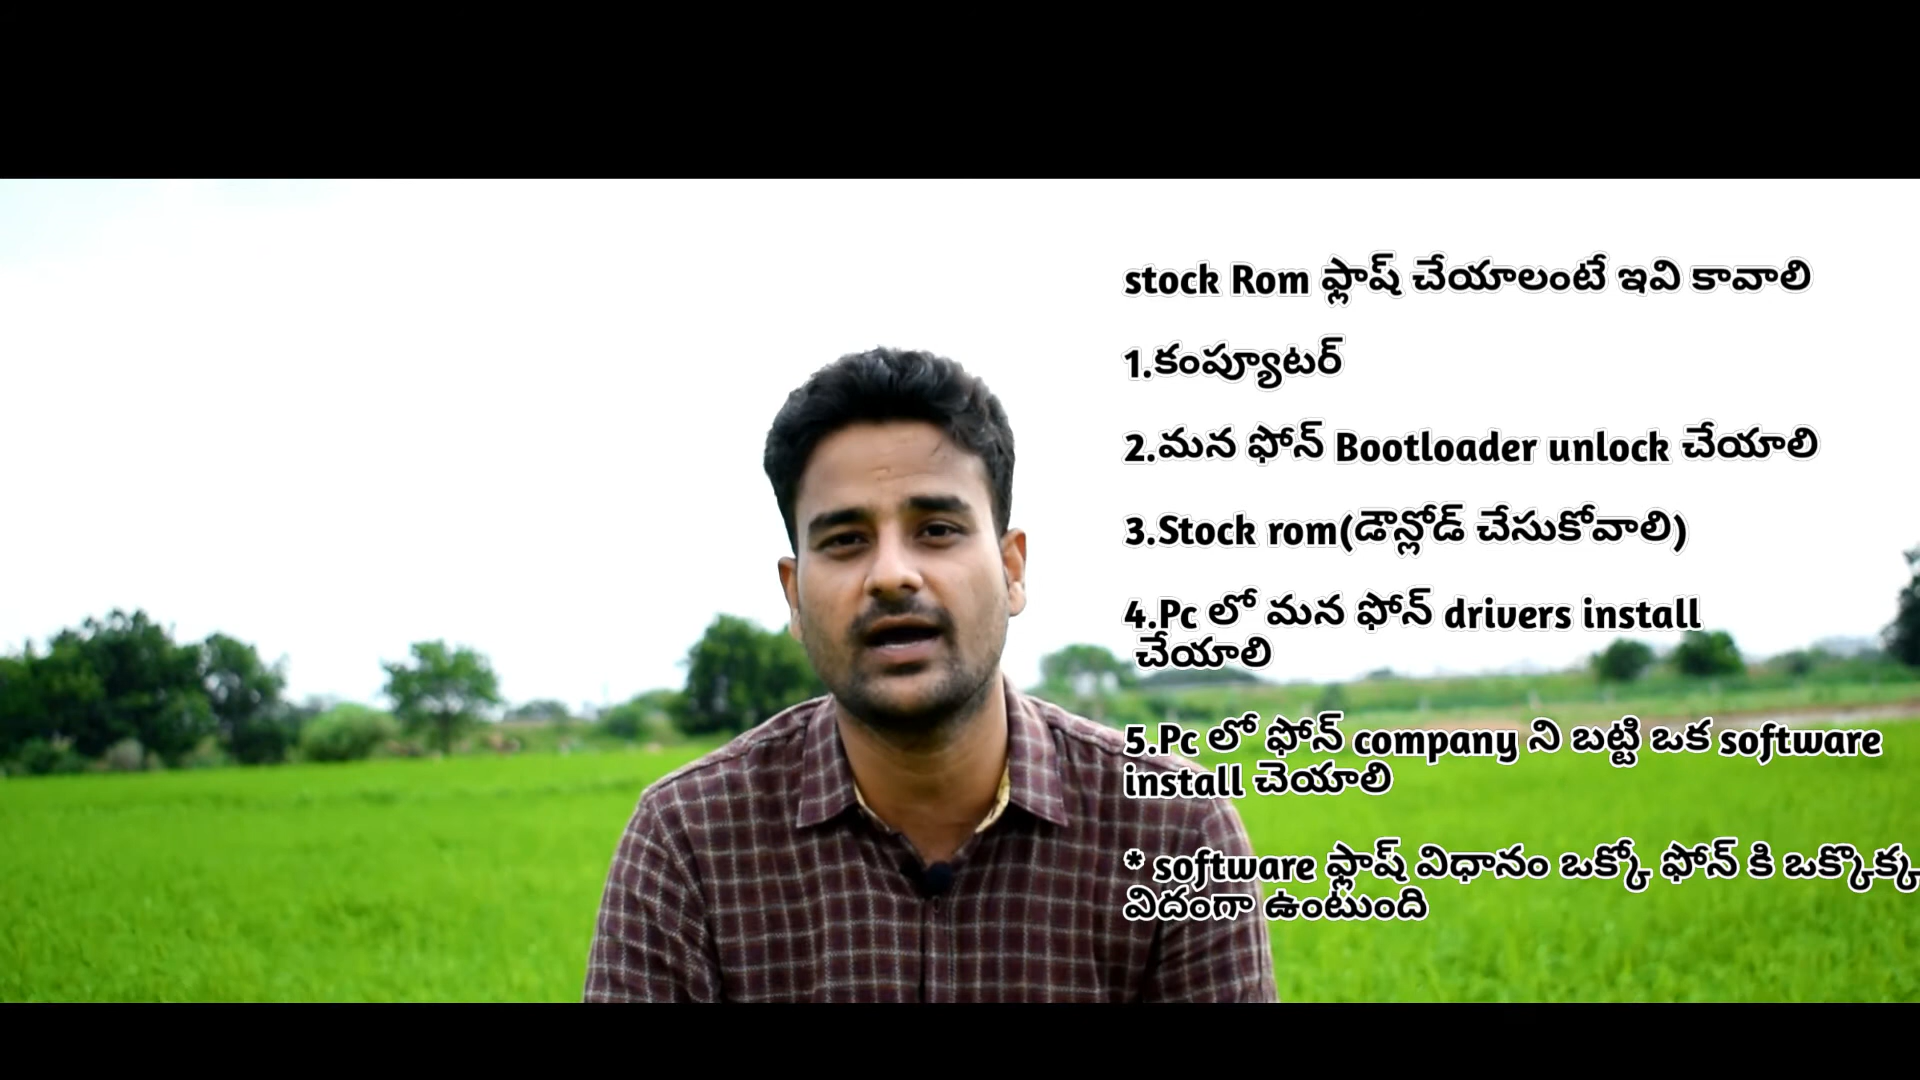 stock Rom ఫ్లాష్ చేయాలంటే ఇవి కావాలి
1.కంప్యూటర్
2.మన ఫోన్ Bootloader unlock చేయాలి
3.Stock rom(డౌన్లోడ్ చేసుకోవాలి)
4.Pc లో మన ఫోన్ drivers install
చేయాలి
5.Pc లో ఫోన్ company ని బట్టి ఒక software
install చెయాలి
* software ఫ్లాష్ విధానం ఒక్కో ఫోన్ కి ఒక్కొక్క
విదంగా ఉంటుంది